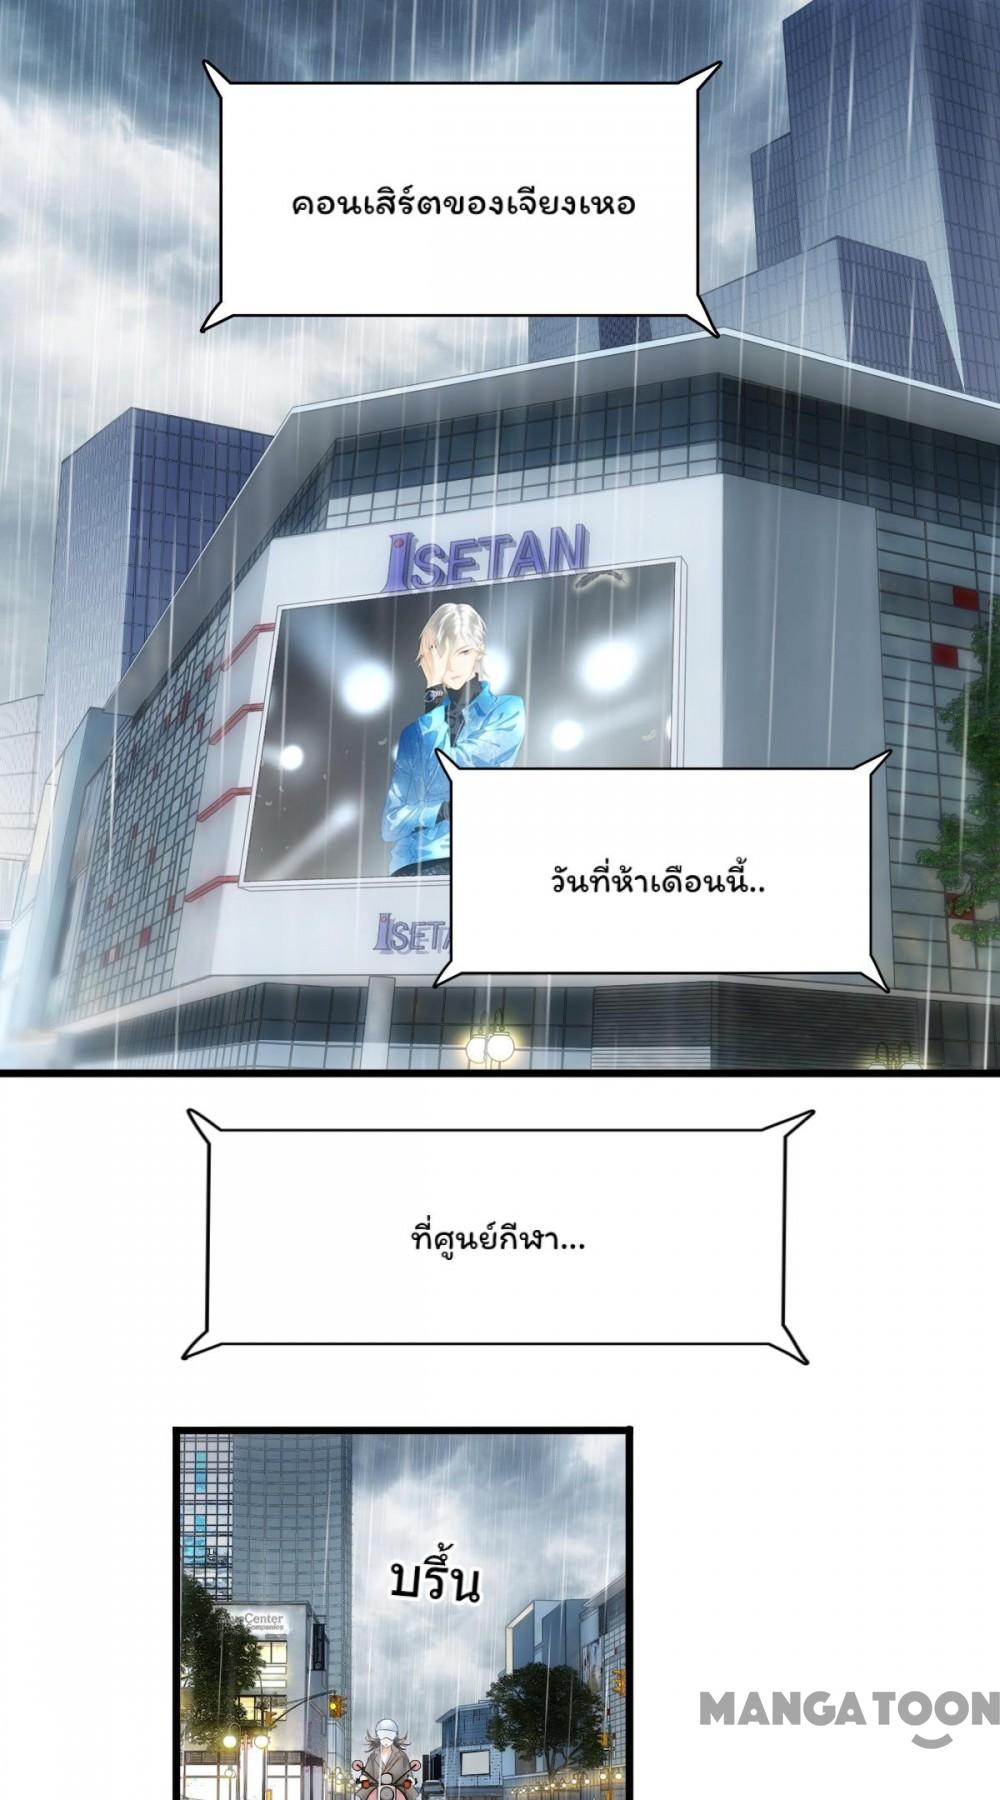 คอนเสิร์ตของเจียงเหอ
ISETAN
วันที่ห้าเดือนนี้..
ที่ศูนย์กีฬา...
บรึ้น
Center
MANGATOON